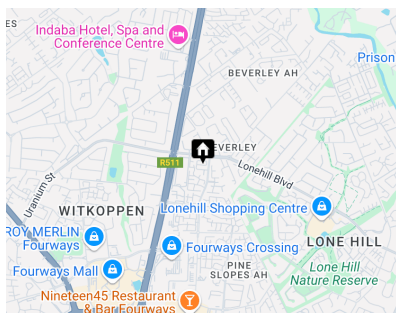 ES
Indaba Hotel, Spa and
Conference Centre
BEVERLEY AH
Prison
R511
EVERLEY
Lonehill Blvd
Uranium St
WITKOPPEN
Lonehill Shopping Centre
ROY MERLIN
Fourways
Fourways Crossing
LONE HILL
Fourways Mall
PINE
SLOPES AH
Lone Hill
Nature Reserve
Nineteen45 Restaurant
& Bar Fourways